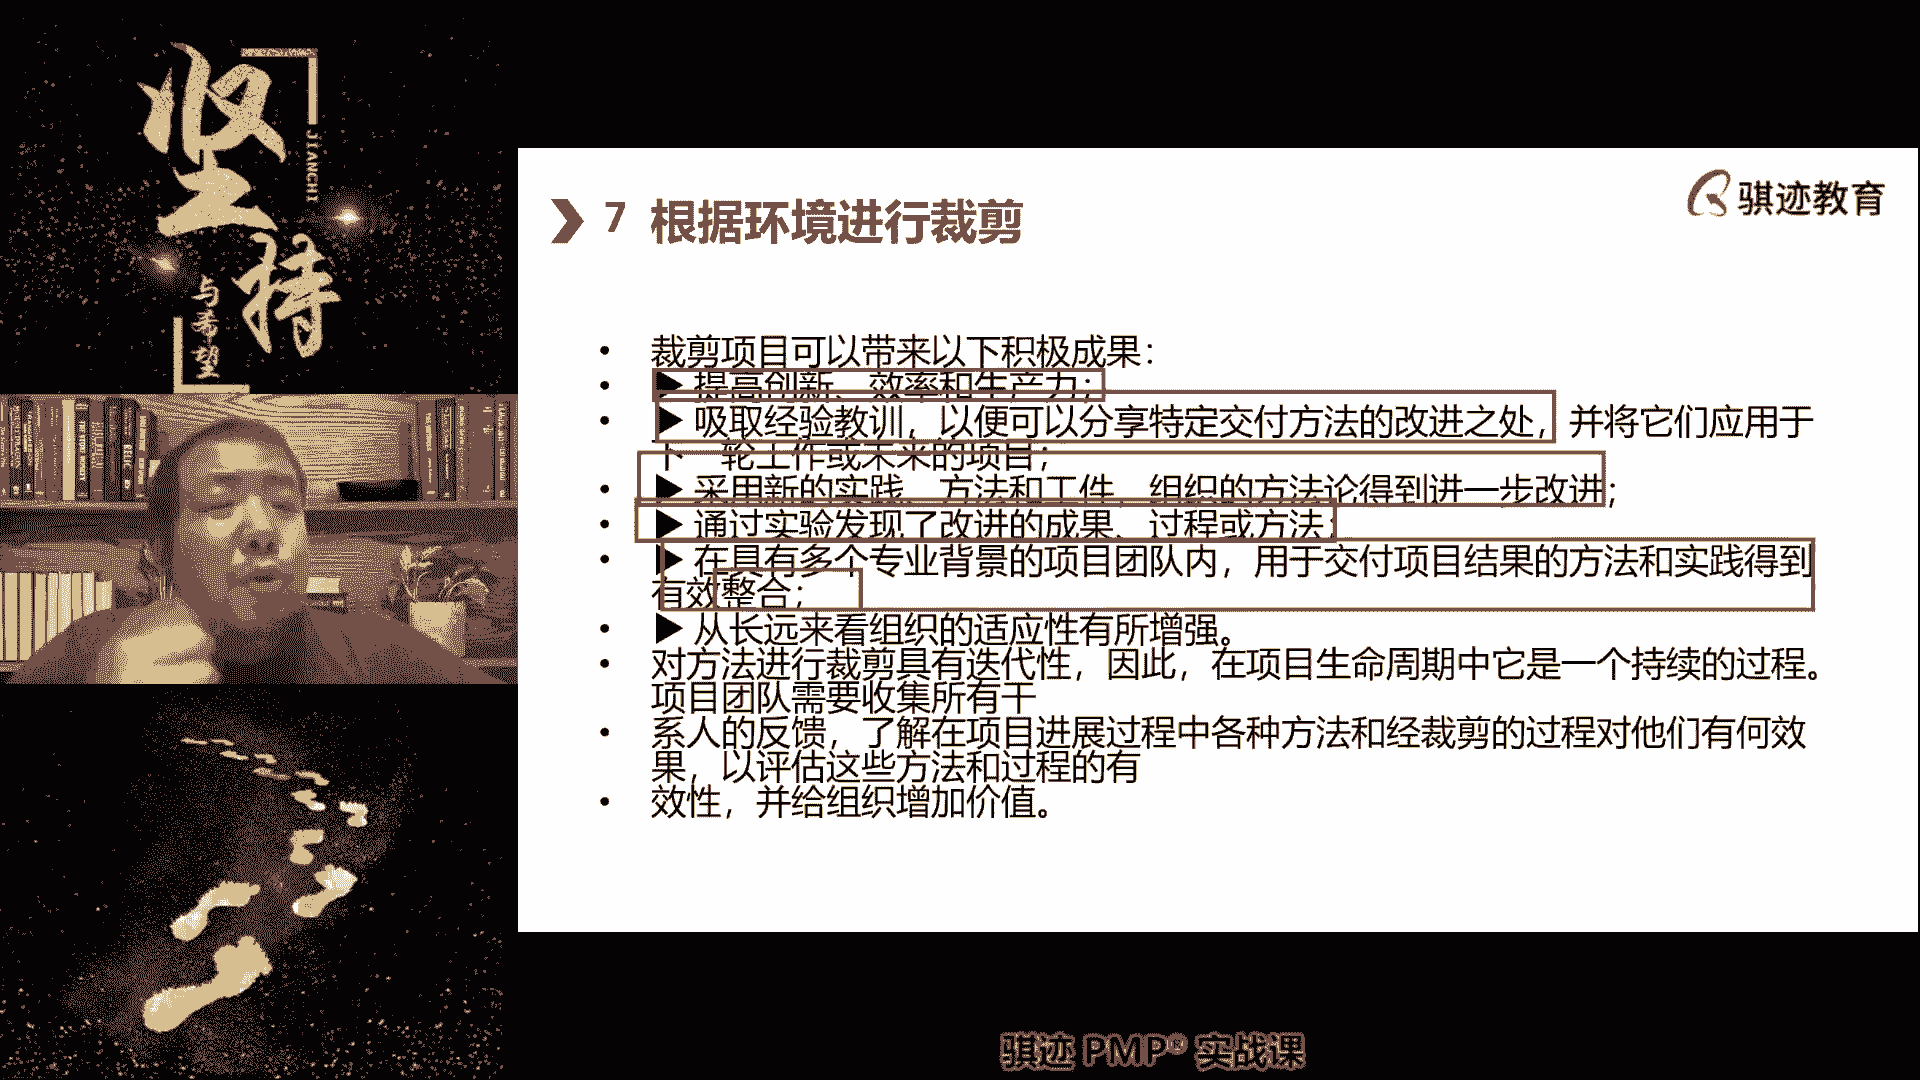 坚持
JIANCHI
与希望
骐迹教育
7 根据环境进行裁剪
• 裁剪项目可以带来以下积极成果：
• ▶ 提高创新、效率和生产力；
• ▶ 吸取经验教训，以便可以分享特定交付方法的改进之处，并将它们应用于
下一轮工作或未来的项目；
• ▶ 采用新的实践、方法和工件，组织的方法论得到进一步改进；
• ▶ 通过实验发现了改进的成果、过程或方法；
• ▶ 在具有多个专业背景的项目团队内，用于交付项目结果的方法和实践得到
有效整合；
• ▶ 从长远来看组织的适应性有所增强。
• 对方法进行裁剪具有迭代性，因此，在项目生命周期中它是一个持续的过程。
项目团队需要收集所有干
• 系人的反馈，了解在项目进展过程中各种方法和经裁剪的过程对他们有何效
果，以评估这些方法和过程的有
• 效性，并给组织增加价值。
骐迹 PMP® 实战课